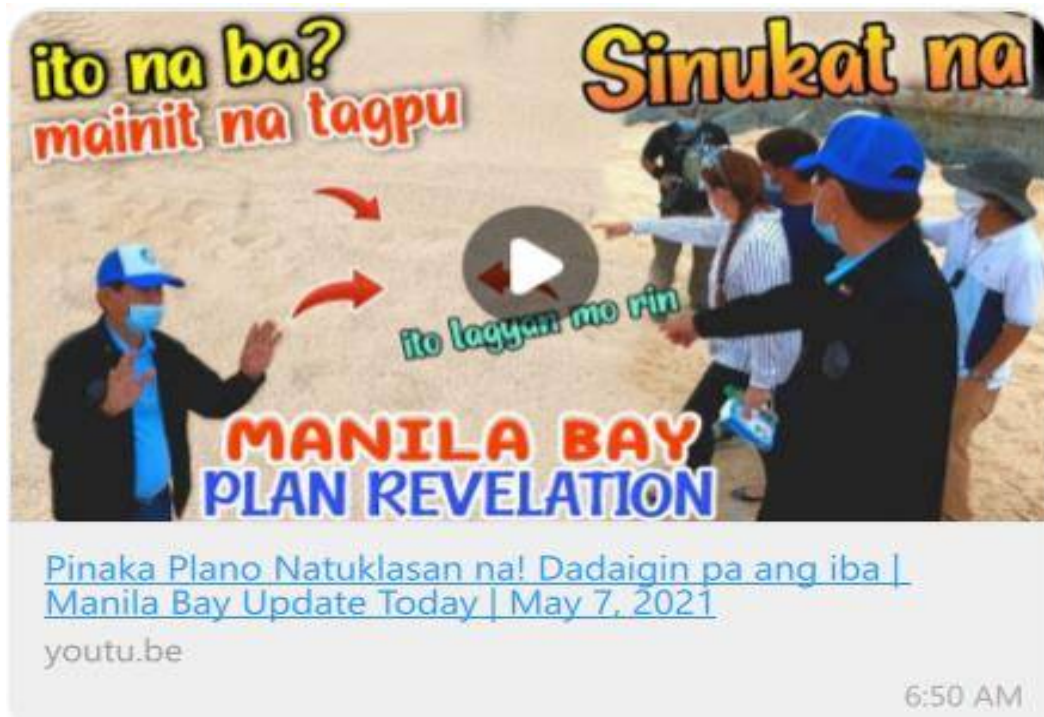 ito na ba?
mainit na tagpu
Sinukat na
ito lagyan mo rin
MANILA BAY
PLAN REVELATION
Pinaka Plano Natuklasan na! Dadaigin pa ang iba |
Manila Bay Update Today | May 7, 2021
youtu.be
6:50 AM